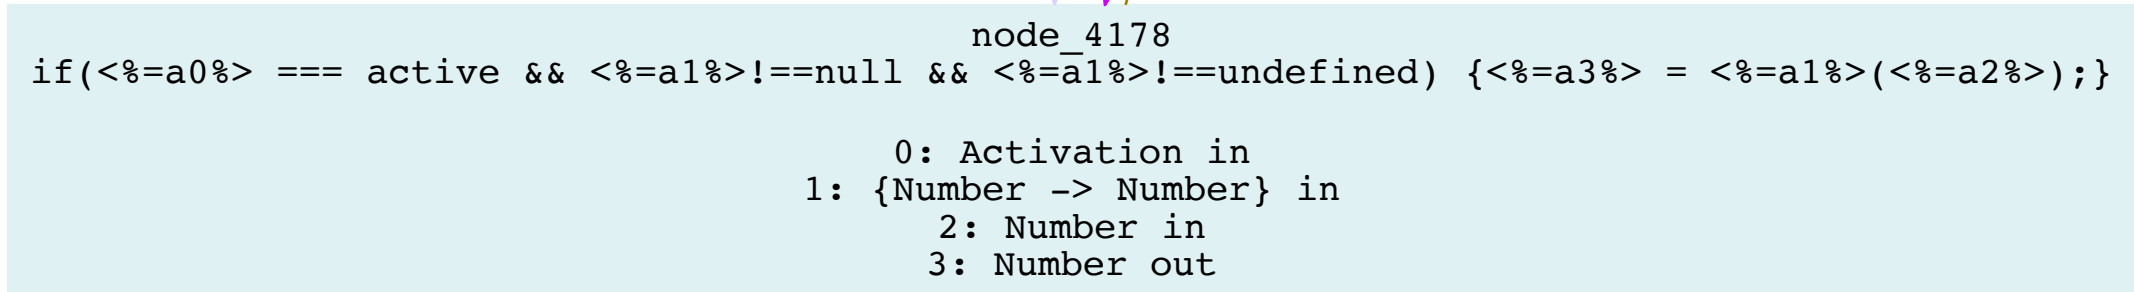 node_4178
if(<%=a0%> === active && <%=a1%>!==null && <%=a1%>!==undefined) {<%=a3%> = <%=a1%>(<%=a2%>);}
0: Activation in
1: {Number -> Number} in
2: Number in
3: Number out